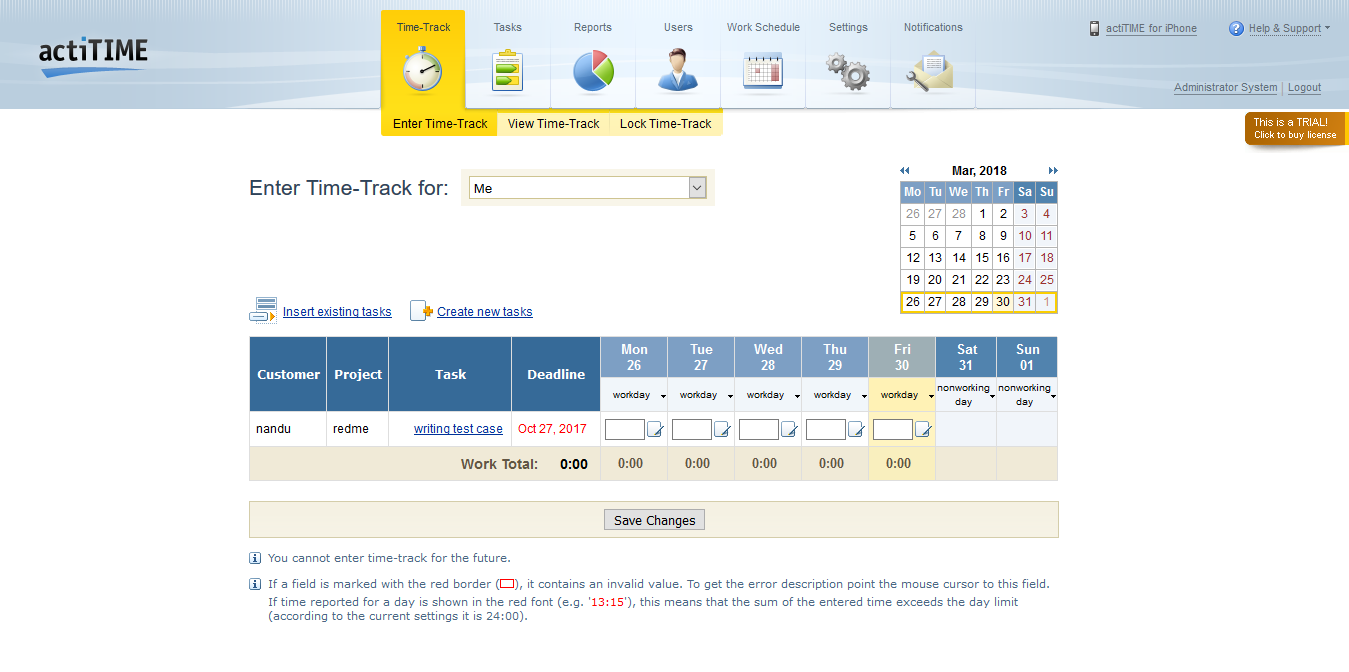 actiTIME
Time-Track Tasks Reports Users Work Schedule Settings Notifications
actiTIME for iPhone Help & Support
Administrator System Logout
Enter Time-Track View Time-Track Lock Time-Track
This is a TRIAL!
Click to buy license
Enter Time-Track for: Me
Mar, 2018
Mo Tu We Th Fr Sa Su
26 27 28 1 2 3 4
5 6 7 8 9 10 11
12 13 14 15 16 17 18
19 20 21 22 23 24 25
26 27 28 29 30 31 1
Insert existing tasks Create new tasks
Customer Project Task Deadline
Mon Tue Wed Thu Fri Sat Sun
26 27 28 29 30 31 01
workday workday workday workday workday nonworking day nonworking day
nandu redme writing test case Oct 27, 2017
Work Total: 0:00 0:00 0:00 0:00 0:00 0:00
Save Changes
You cannot enter time-track for the future.
If a field is marked with the red border (), it contains an invalid value. To get the error description point the mouse cursor to this field.
If time reported for a day is shown in the red font (e.g. '13:15'), this means that the sum of the entered time exceeds the day limit
(according to the current settings it is 24:00).